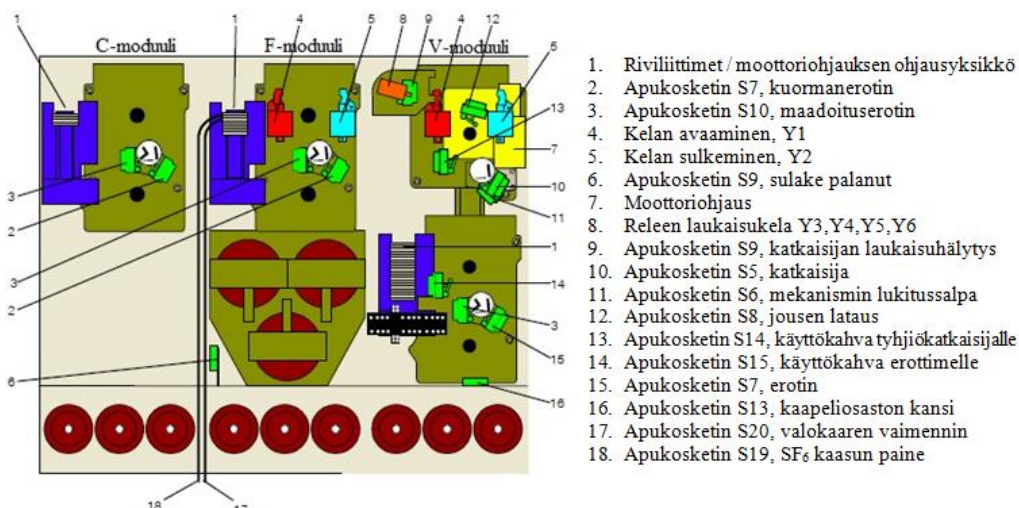 1 1 4 5 8 9 4 12
C-moduuli F-moduuli V-moduuli
5
13
7
3
10
2
11
1
3
14
2
3
15
6
16
18 17
1. Riviliittimet / moottoriohjauksen ohjausyksikkö
2. Apukosketin S7, kuormanerotin
3. Apukosketin S10, maadoituserotin
4. Kelan avaaminen, Y1
5. Kelan sulkeminen, Y2
6. Apukosketin S9, sulake palanut
7. Moottoriohjaus
8. Releen laukaisukela Y3,Y4,Y5,Y6
9. Apukosketin S9, katkaisijan laukaisuhälytys
10. Apukosketin S5, katkaisija
11. Apukosketin S6, mekanismin lukitussalpa
12. Apukosketin S8, jousen lataus
13. Apukosketin S14, käyttökahva tyhjiökatkaisijalle
14. Apukosketin S15, käyttökahva erottimelle
15. Apukosketin S7, erotin
16. Apukosketin S13, kaapeliosaston kansi
17. Apukosketin S20, valokaaren vaimennin
18. Apukosketin S19, SF6 kaasun paine